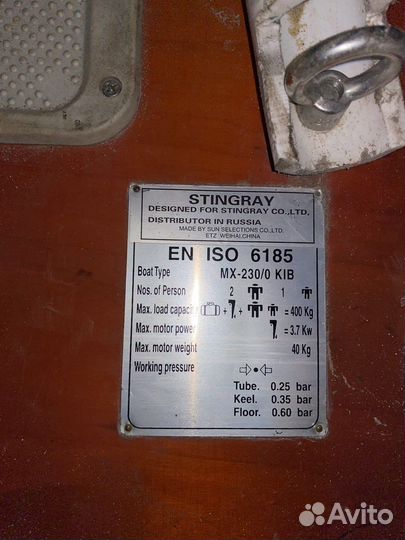 STINGRAY
DESIGNED FOR STINGRAY CO.,LTD.
DISTRIBUTOR IN RUSSIA
MADE BY SUN SELECTIONS CO.,LTD.
ETZ WEIHAI,CHINA
EN ISO 6185
Boat Type MX-230/0 KIB
Nos. of Person 2 1
Max. load capacity + + = 400 Kg
Max. motor power = 3.7 Kw
Max. motor weight 40 Kg
Working pressure
Tube. 0.25 bar
Keel. 0.35 bar
Floor. 0.60 bar
Avito